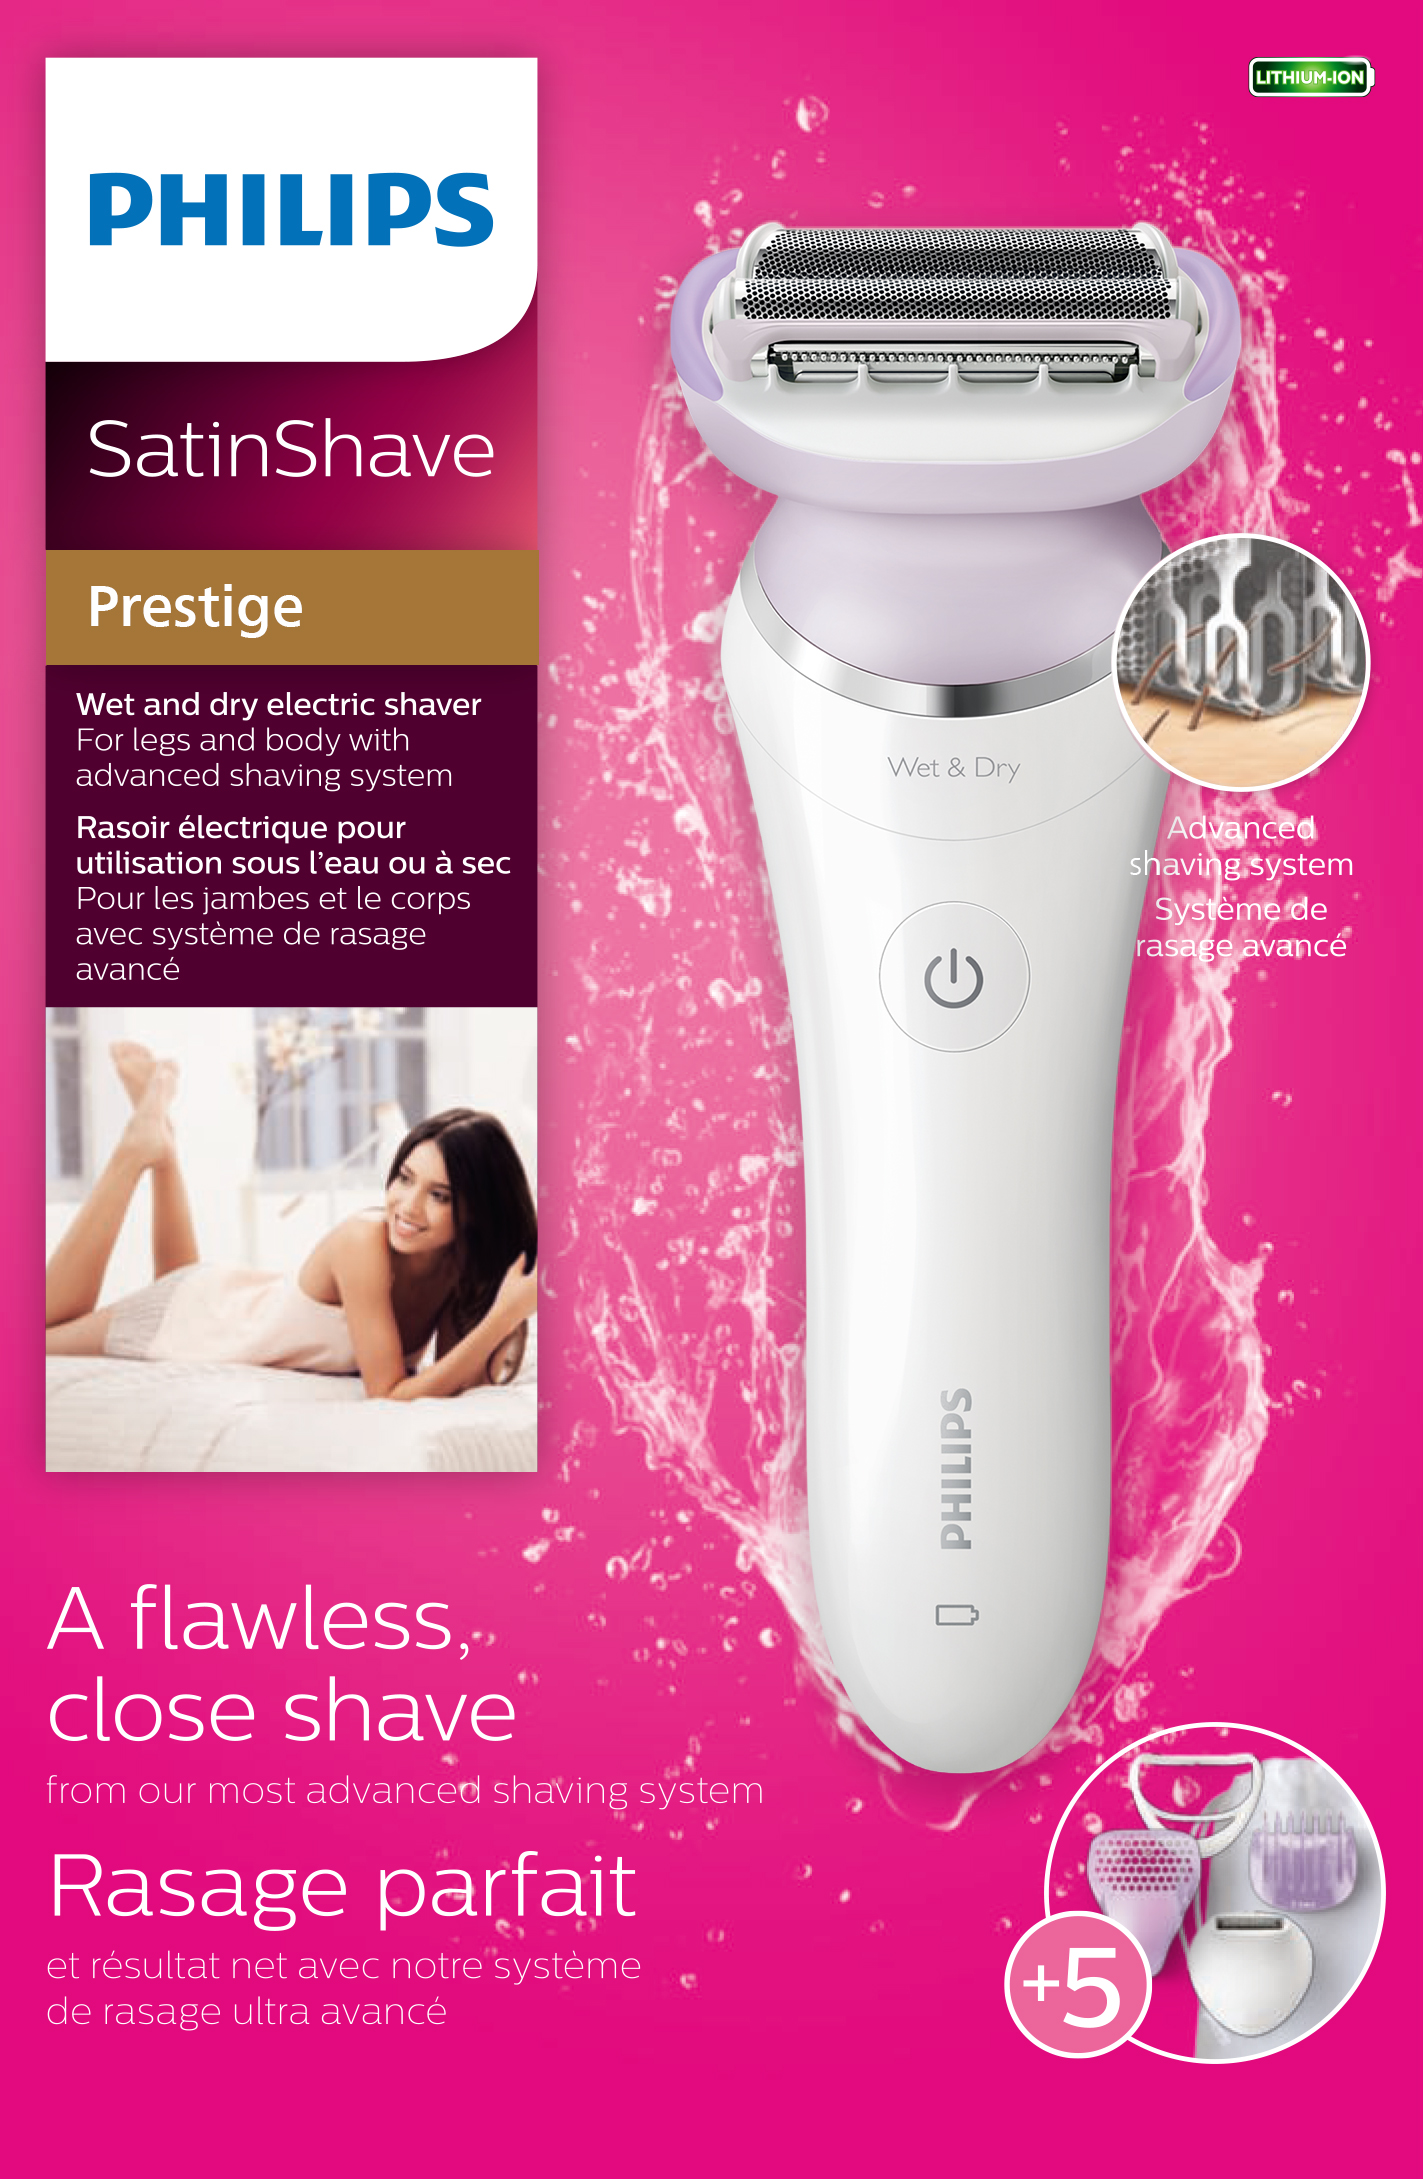 LITHIUM-ION
PHILIPS
SatinShave
Prestige
Wet and dry electric shaver
For legs and body with
advanced shaving system
Rasoir électrique pour
utilisation sous l'eau ou à sec
Pour les jambes et le corps
avec système de rasage
avancé
Wet & Dry
Advanced
shaving system
Système de
rasage avancé
PHILIPS
A flawless,
close shave
from our most advanced shaving system
Rasage parfait
et résultat net avec notre système
de rasage ultra avancé
+5